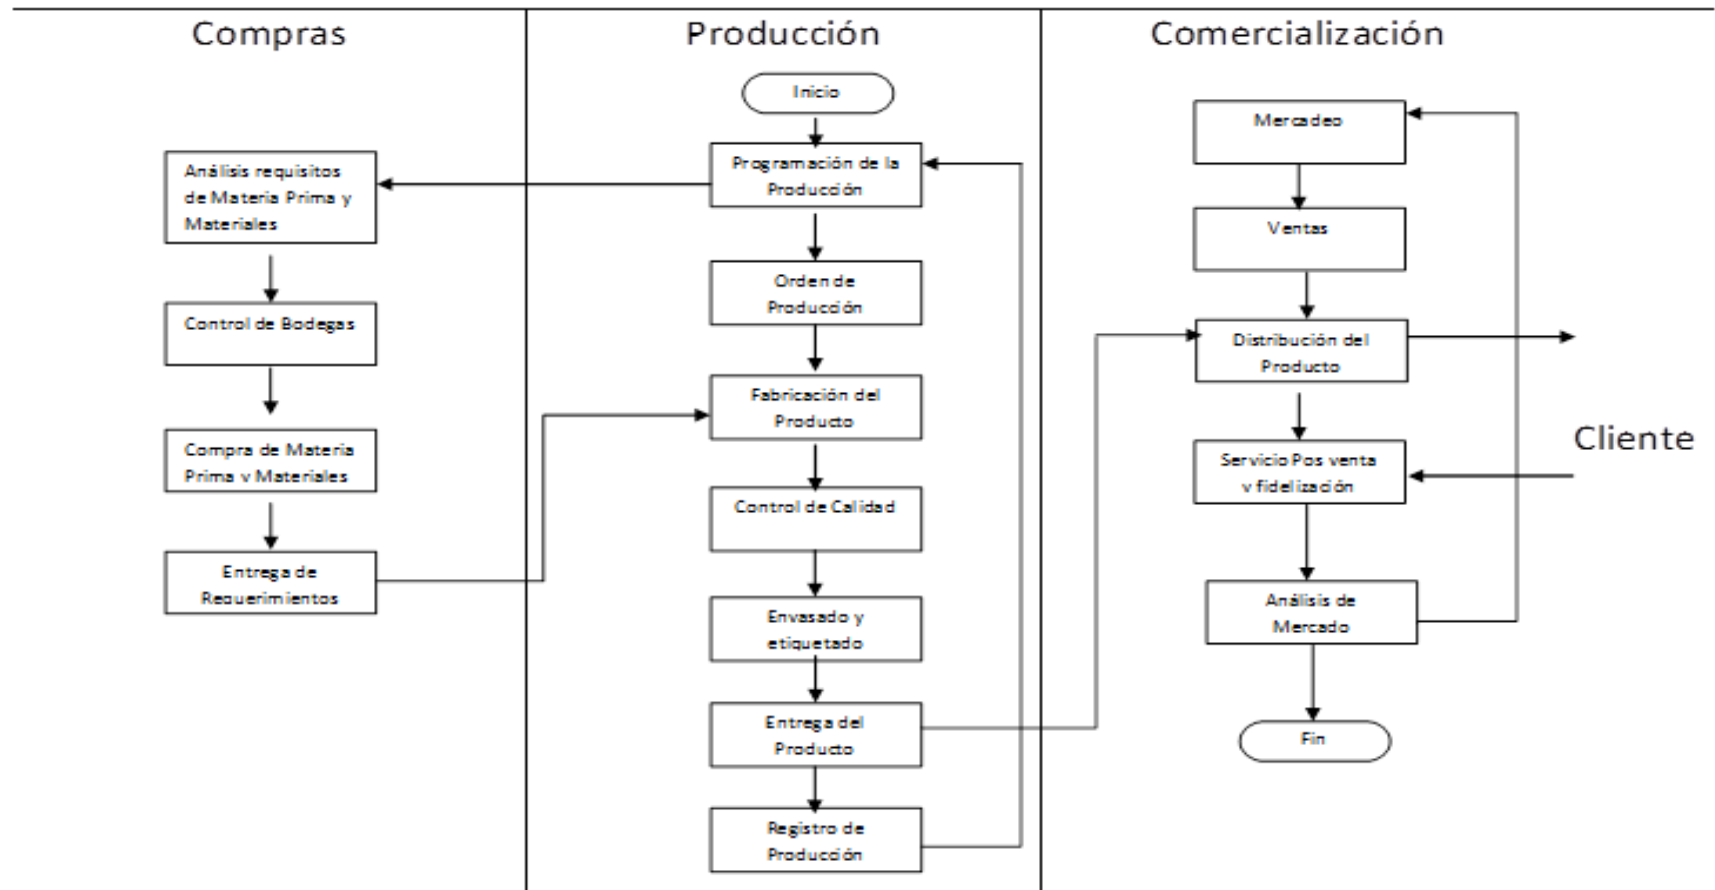 Compras
Producción
Comercialización
Inicio
Programación de la
Producción
Orden de
Producción
Fabricación del
Producto
Control de Calidad
Envasado y
etiquetado
Entrega del
Producto
Registro de
Producción
Análisis requisitos
de Materia Prima y
Materiales
Control de Bodegas
Compra de Materia
Prima y Materiales
Entrega de
Requerimientos
Mercadeo
Ventas
Distribución del
Producto
Servicio Pos venta
y fidelización
Análisis de
Mercado
Fin
Cliente